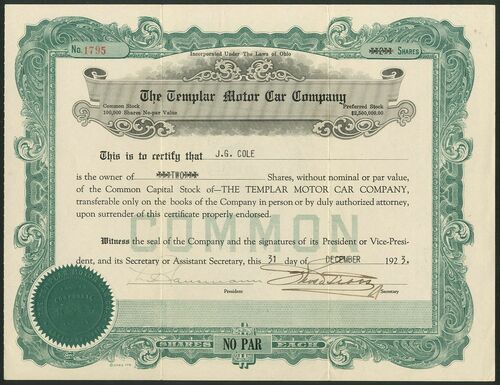 No. 1795
Incorporated Under The Laws of Ohio
**2** SHARES
The Templar Motor Car Company
Common Stock
100,000 Shares No-par Value
Preferred Stock
$2,500,000.00
This is to certify that J.G. COLE
is the owner of ***TWO*** Shares, without nominal or par value,
of the Common Capital Stock of—THE TEMPLAR MOTOR CAR COMPANY,
transferable only on the books of the Company in person or by duly authorized attorney,
upon surrender of this certificate properly endorsed.
COMMON
Witness the seal of the Company and the signatures of its President or Vice-Presi-
dent, and its Secretary or Assistant Secretary, this 31 day of DECEMBER 1923.
President
Secretary
SHARES NO PAR EACH